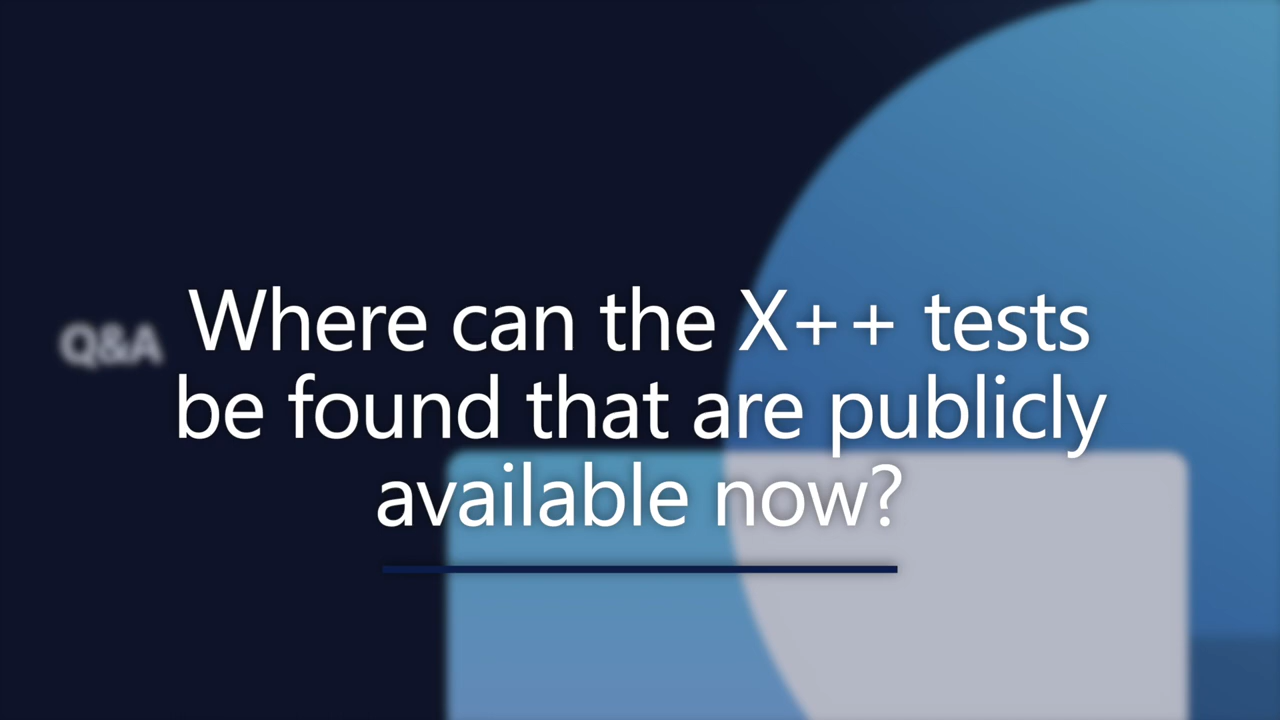 Q&A
Where can the X++ tests
be found that are publicly
available now?